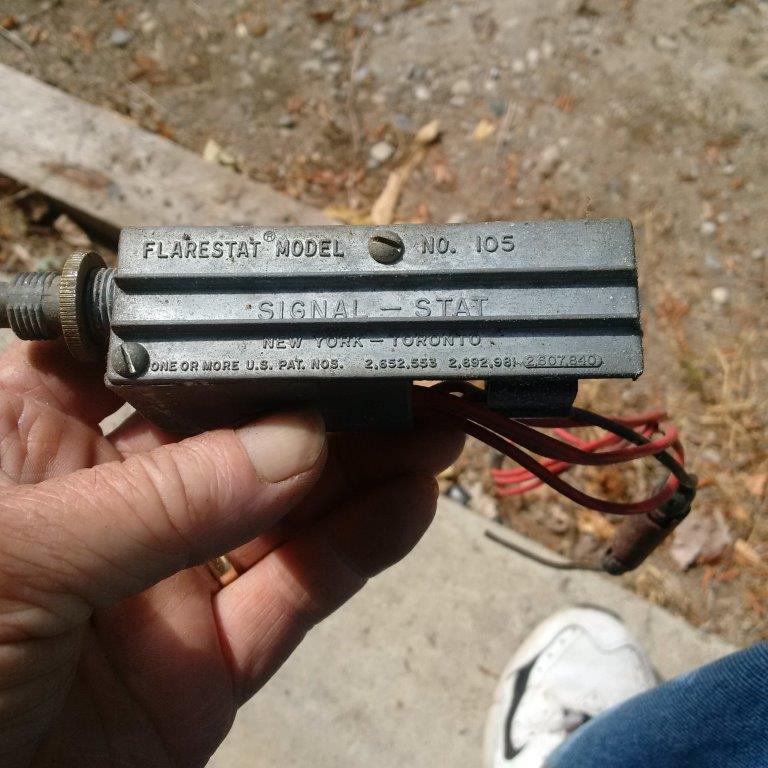 FLARESTAT® MODEL NO. 105
SIGNAL — STAT
NEW YORK — TORONTO
ONE OR MORE U.S. PAT. NOS. 2,652,553 2,692,981 2,807,840